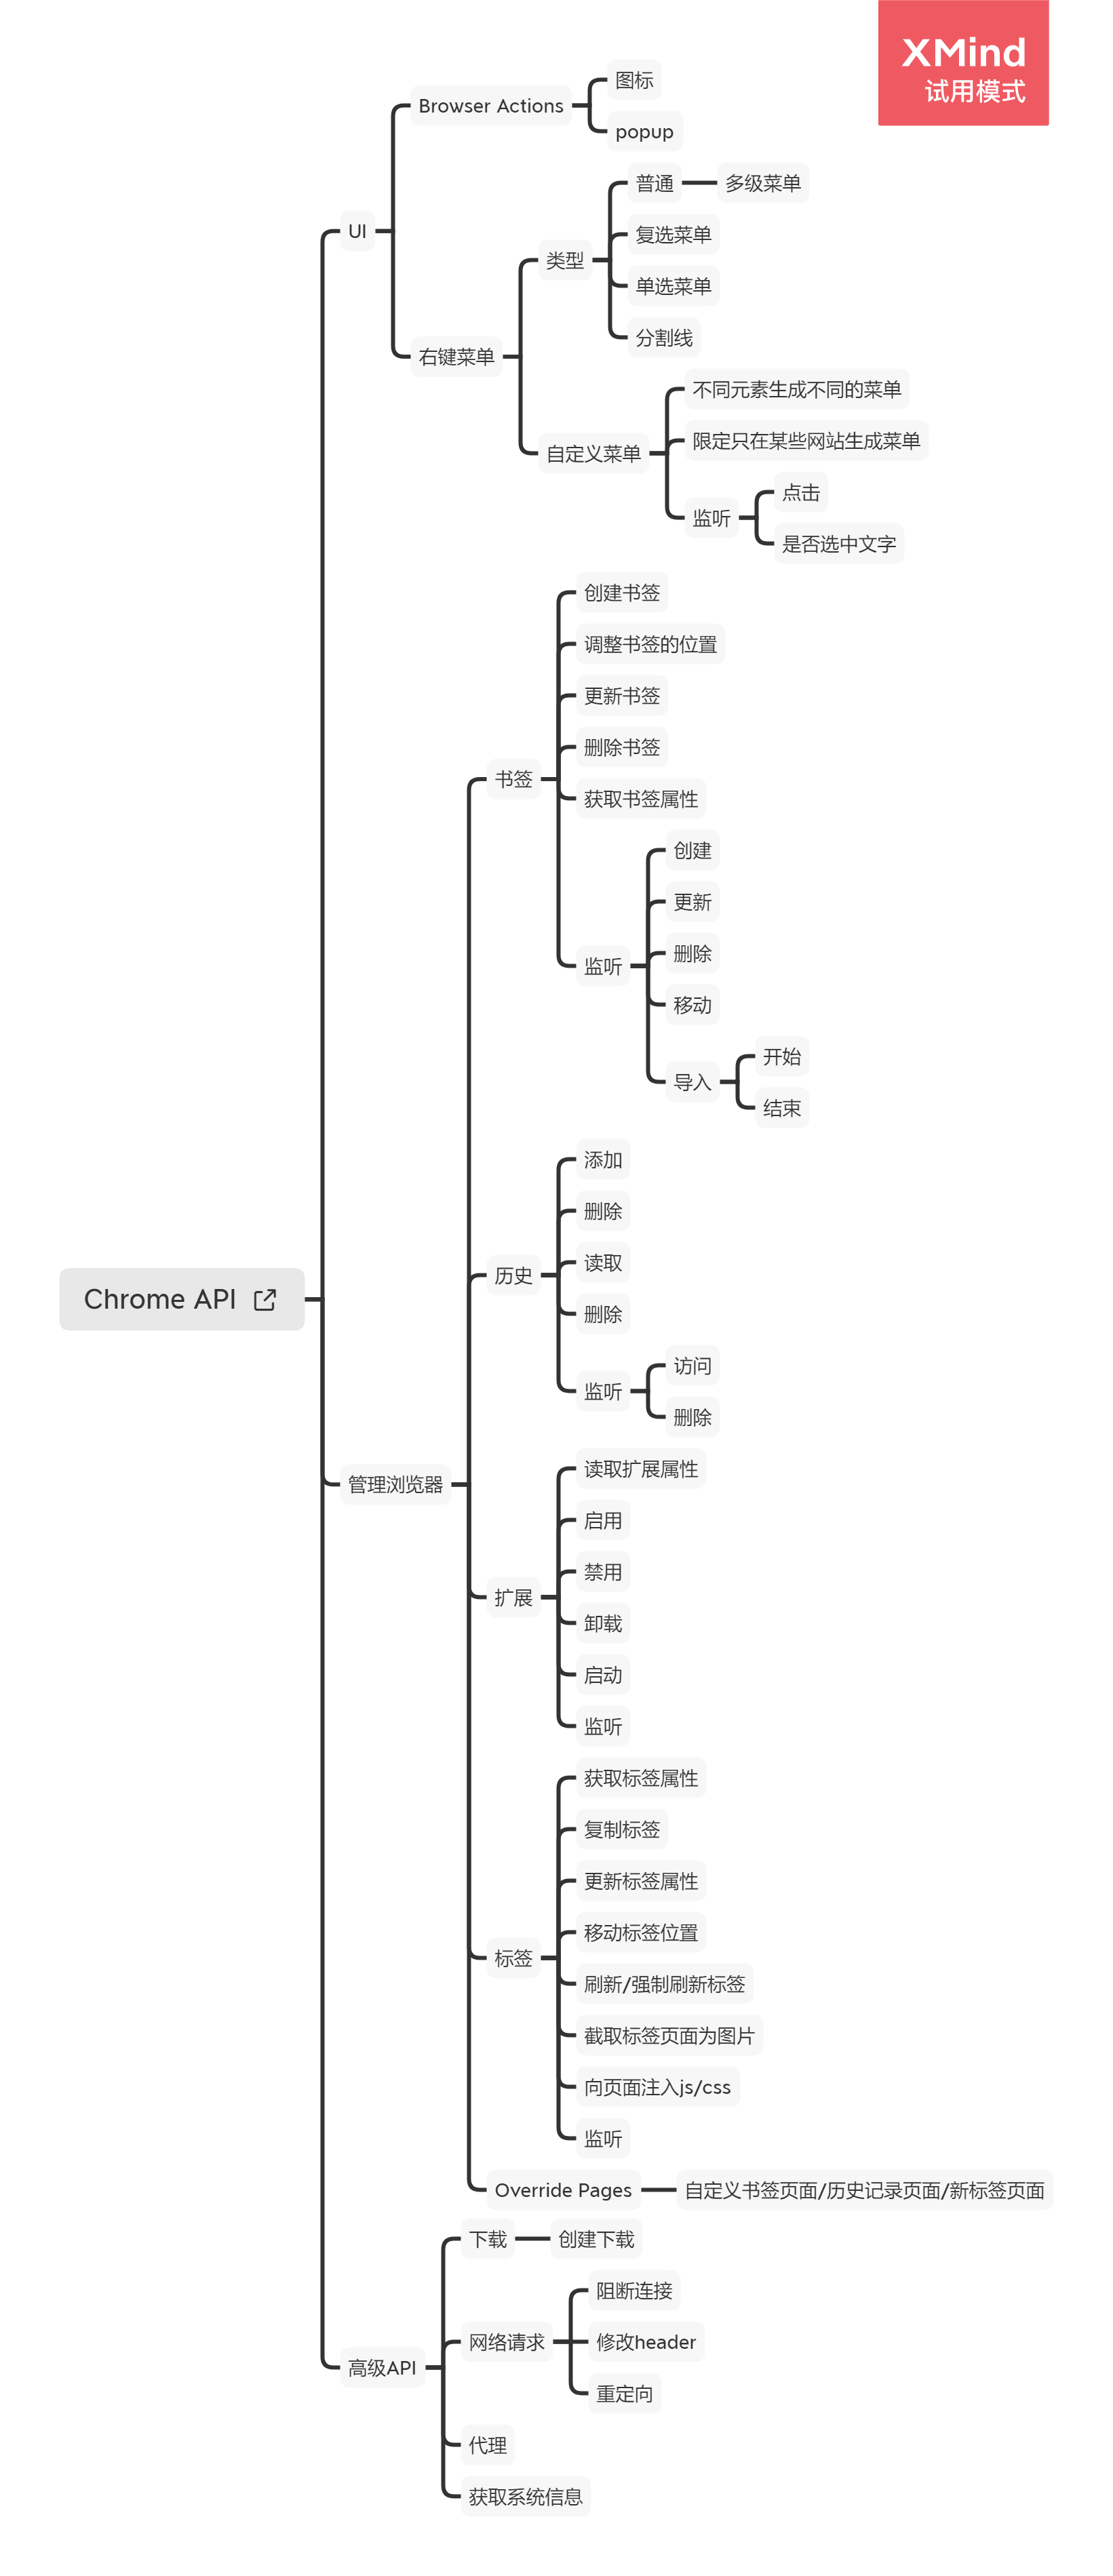 XMind
试用模式
Chrome API
UI
Browser Actions
图标
popup
右键菜单
类型
普通
多级菜单
复选菜单
单选菜单
分割线
自定义菜单
不同元素生成不同的菜单
限定只在某些网站生成菜单
监听
点击
是否选中文字
管理浏览器
书签
创建书签
调整书签的位置
更新书签
删除书签
获取书签属性
监听
创建
更新
删除
移动
导入
开始
结束
历史
添加
删除
读取
删除
监听
访问
删除
扩展
读取扩展属性
启用
禁用
卸载
启动
监听
标签
获取标签属性
复制标签
更新标签属性
移动标签位置
刷新/强制刷新标签
截取标签页面为图片
向页面注入js/css
监听
Override Pages
自定义书签页面/历史记录页面/新标签页面
高级API
下载
创建下载
网络请求
阻断连接
修改header
重定向
代理
获取系统信息